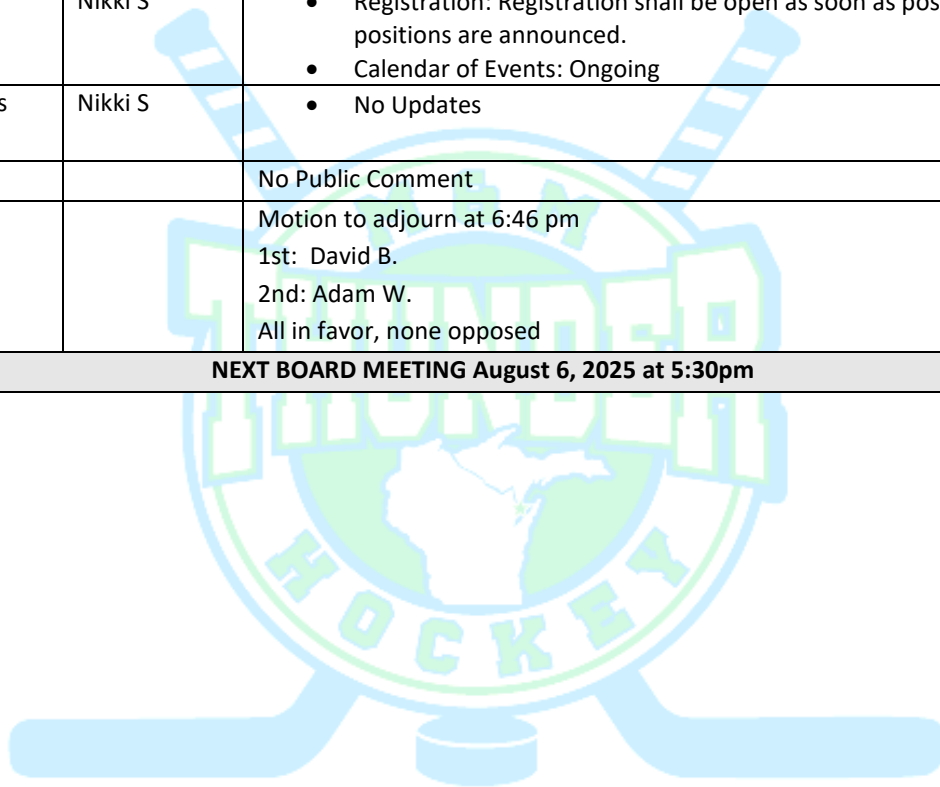 Nikki S
• Registration: Registration shall be open as soon as pos
positions are announced.
• Calendar of Events: Ongoing
s
Nikki S
• No Updates
No Public Comment
Motion to adjourn at 6:46 pm
1st: David B.
2nd: Adam W.
All in favor, none opposed
NEXT BOARD MEETING August 6, 2025 at 5:30pm
M & M
THUNDER
HOCKEY